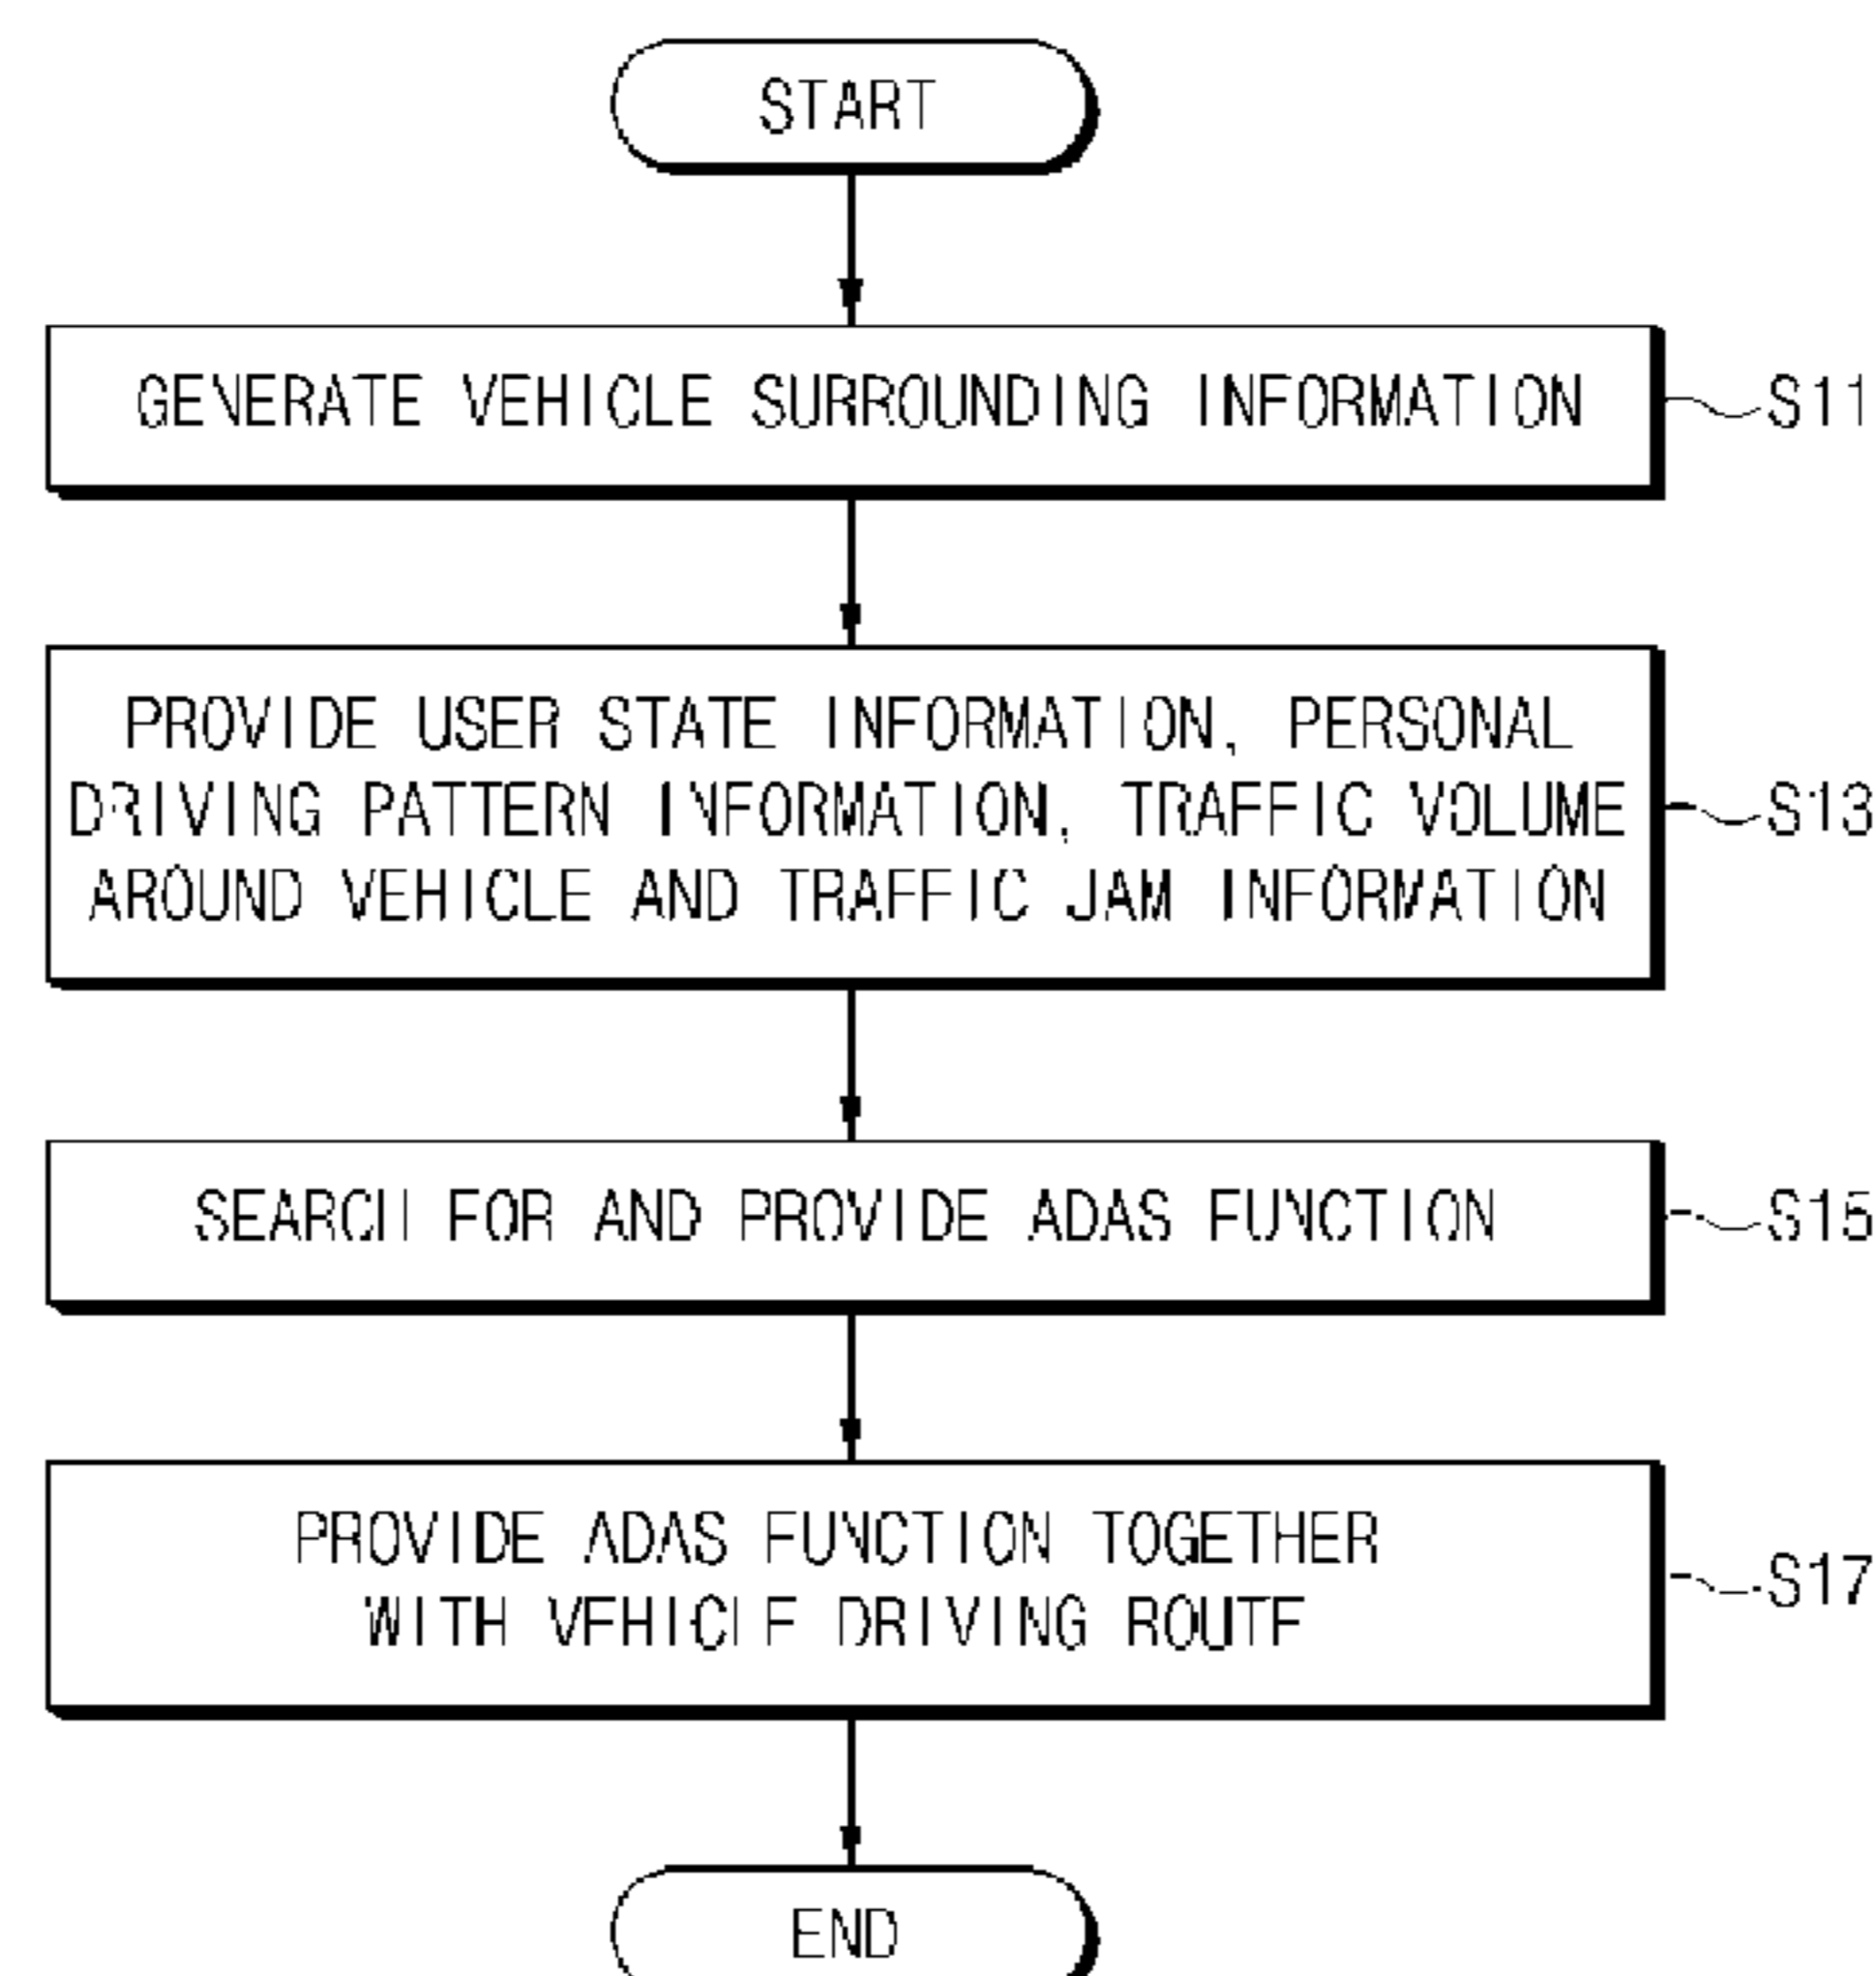 START
GENERATE VEHICLE SURROUNDING INFORMATION
S11
PROVIDE USER STATE INFORMATION, PERSONAL
DRIVING PATTERN INFORMATION, TRAFFIC VOLUME
AROUND VEHICLE AND TRAFFIC JAM INFORMATION
S13
SEARCH FOR AND PROVIDE ADAS FUNCTION
S15
PROVIDE ADAS FUNCTION TOGETHER
WITH VEHICLE DRIVING ROUTE
S17
END